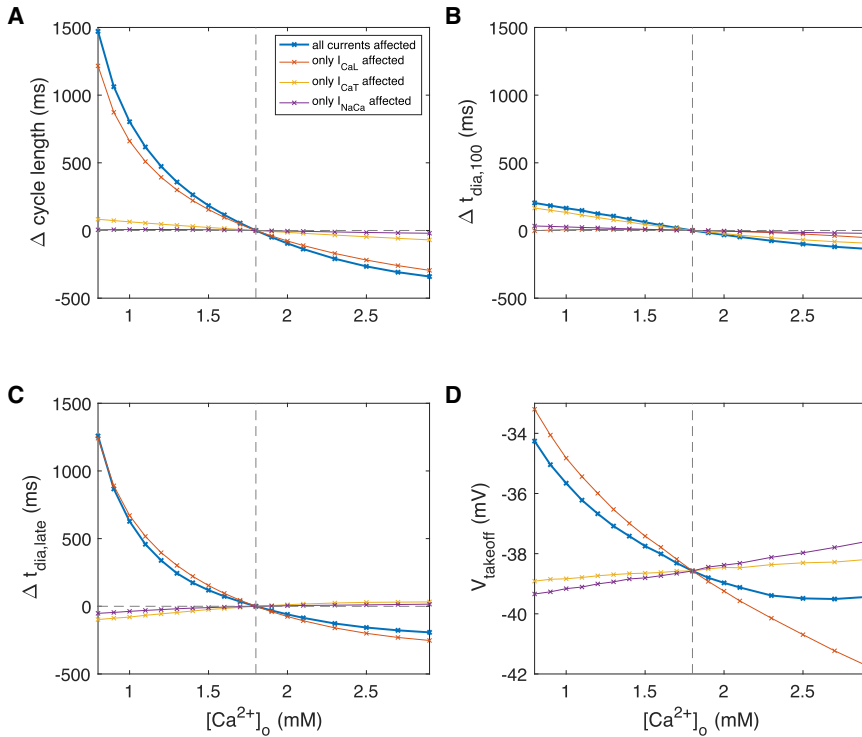 A
1500
1000
500
0
-500
1
1.5
2
2.5
Δ cycle length (ms)
all currents affected
only I_CaL affected
only I_CaT affected
only I_NaCa affected
B
1500
1000
500
0
-500
1
1.5
2
2.5
Δ t_dia,100 (ms)
C
1500
1000
500
0
-500
1
1.5
2
2.5
Δ t_dia,late (ms)
[Ca²⁺]_o (mM)
D
-34
-36
-38
-40
-42
1
1.5
2
2.5
V_takeoff (mV)
[Ca²⁺]_o (mM)